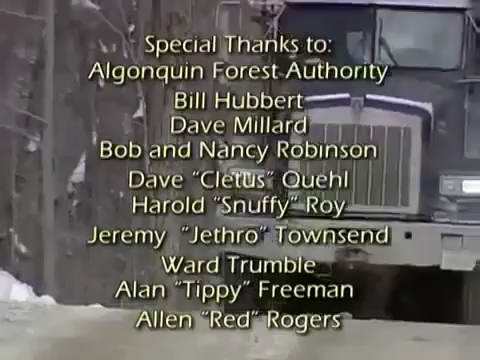 Special Thanks to:
Algonquin Forest Authority
Bill Hubbert
Dave Millard
Bob and Nancy Robinson
Dave “Cletus” Quehl
Harold “Snuffy” Roy
Jeremy “Jethro” Townsend
Ward Trumble
Alan “Tippy” Freeman
Allen “Red” Rogers